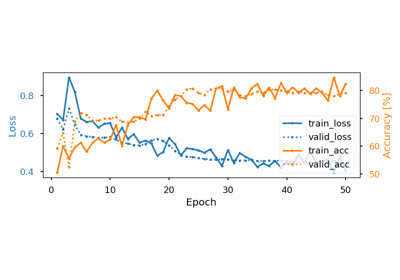 0.8
0.6
0.4
Loss
0
10
20
30
40
50
Epoch
80
70
60
50
Accuracy [%]
train_loss
valid_loss
train_acc
valid_acc